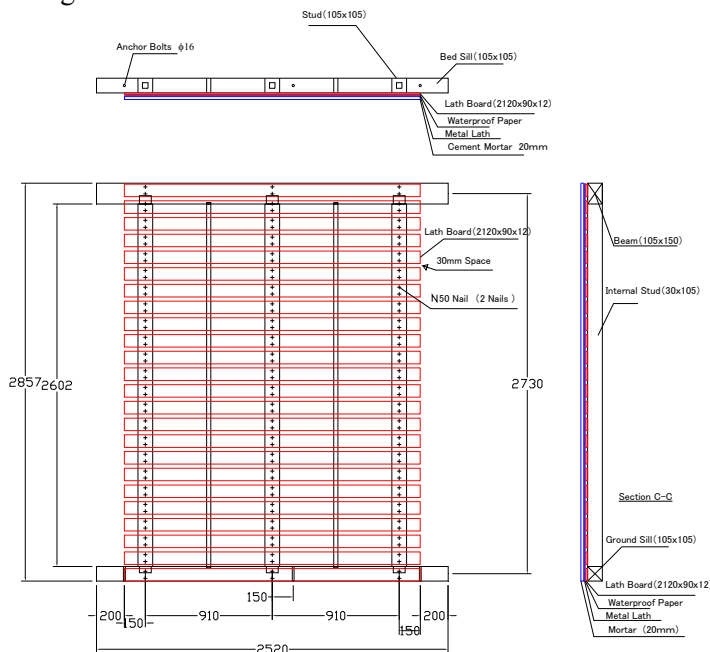 Stud(105x105)
Anchor Bolts φ16
Bed Sill(105x105)
Lath Board(2120x90x12)
Waterproof Paper
Metal Lath
Cement Mortar 20mm
Lath Board(2120x90x12)
30mm Space
N50 Nail (2 Nails)
Beam(105x150)
Internal Stud(30x105)
2857
2602
2730
Section C-C
Ground Sill(105x105)
Lath Board(2120x90x12)
Waterproof Paper
Metal Lath
Mortar (20mm)
150
200
910
910
200
150
150
2520